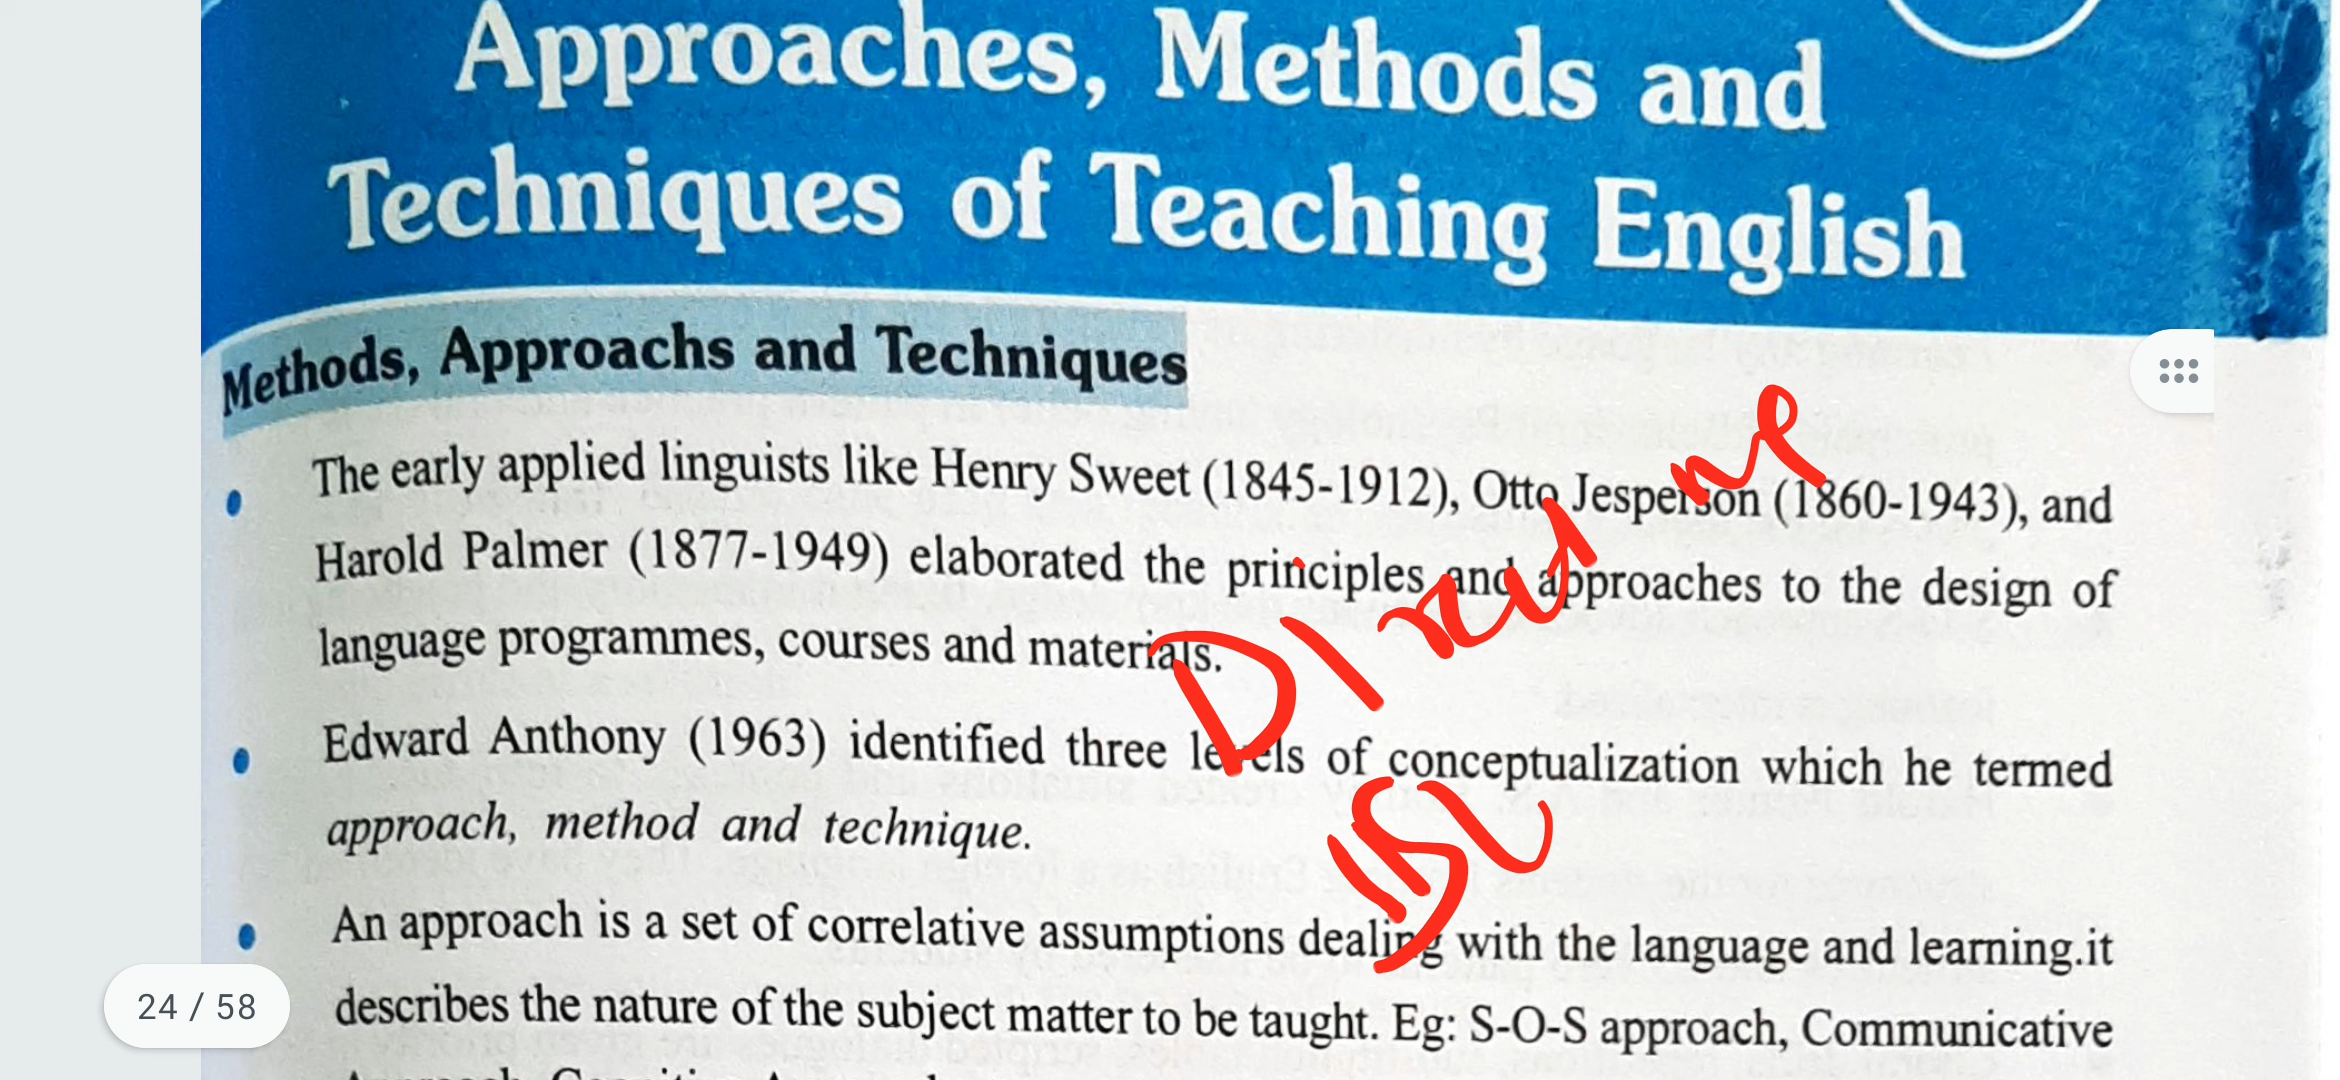 Approaches, Methods and
Techniques of Teaching English
Methods, Approachs and Techniques
The early applied linguists like Henry Sweet (1845-1912), Otto Jesperson (1860-1943), and
Harold Palmer (1877-1949) elaborated the principles and approaches to the design of
language programmes, courses and materials.
Edward Anthony (1963) identified three levels of conceptualization which he termed
approach, method and technique.
An approach is a set of correlative assumptions dealing with the language and learning.it
describes the nature of the subject matter to be taught. Eg: S-O-S approach, Communicative
24 / 58